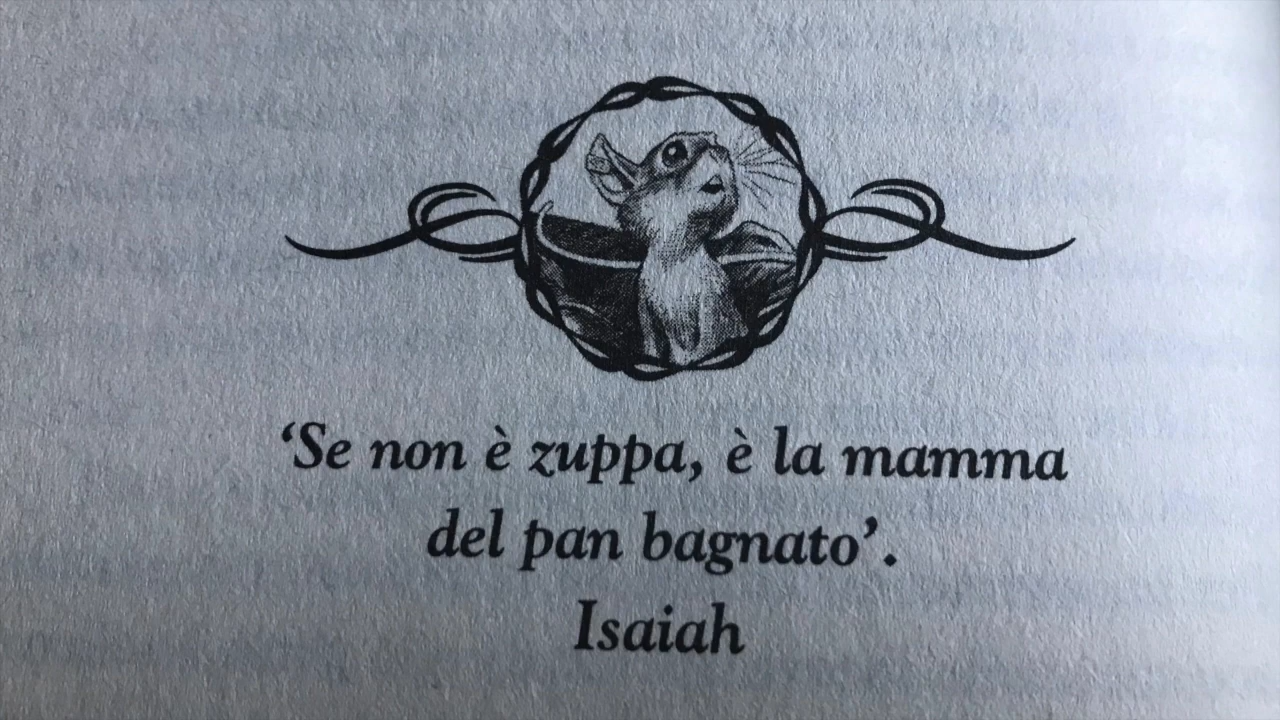 ‘Se non è zuppa, è la mamma
del pan bagnato’.
Isaiah